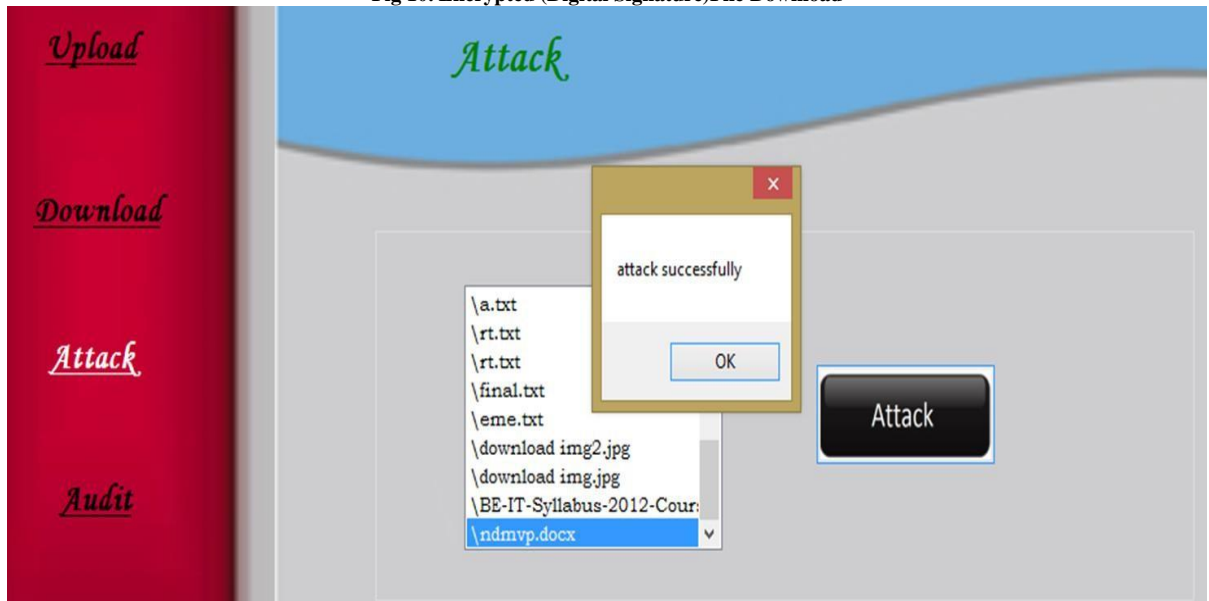 Upload
Attack
Download
attack successfully
OK
\a.txt
\rt.txt
\rt.txt
\final.txt
\eme.txt
\download img2.jpg
\download img.jpg
\BE-IT-Syllabus-2012-Cour
\ndmvp.docx
Attack
Attack
Audit